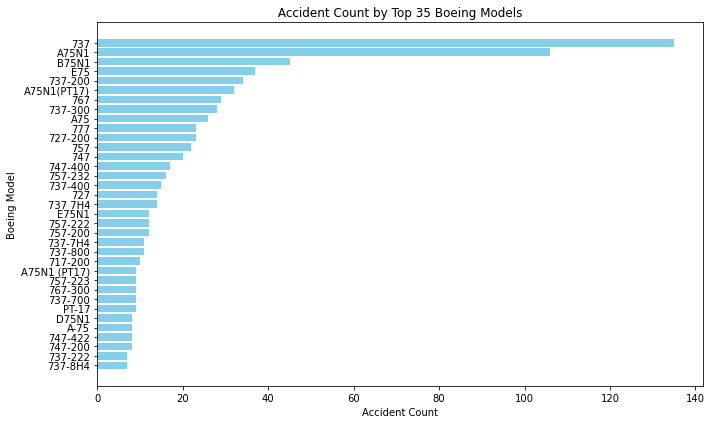 Accident Count by Top 35 Boeing Models
737
A75N1
B75N1
E75
737-200
A75N1(PT17)
767
737-300
A75
777
727-200
757
747
747-400
757-232
737-400
727
737 7H4
E75N1
757-222
757-200
737-7H4
737-800
717-200
A75N1 (PT17)
757-223
767-300
737-700
PT-17
D75N1
A-75
747-422
747-200
737-222
737-8H4
Boeing Model
0 20 40 60 80 100 120 140
Accident Count